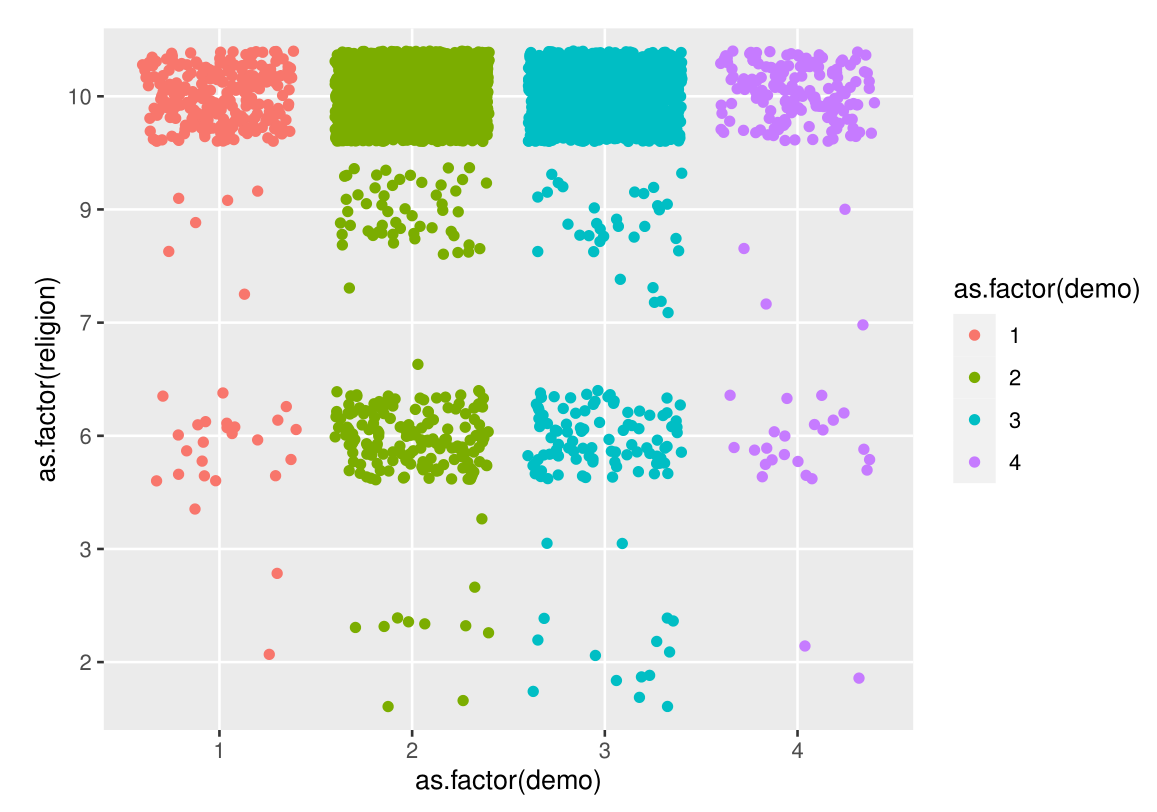 as.factor(religion)
10
9
7
6
3
2
1 2 3 4
as.factor(demo)
as.factor(demo)
1
2
3
4